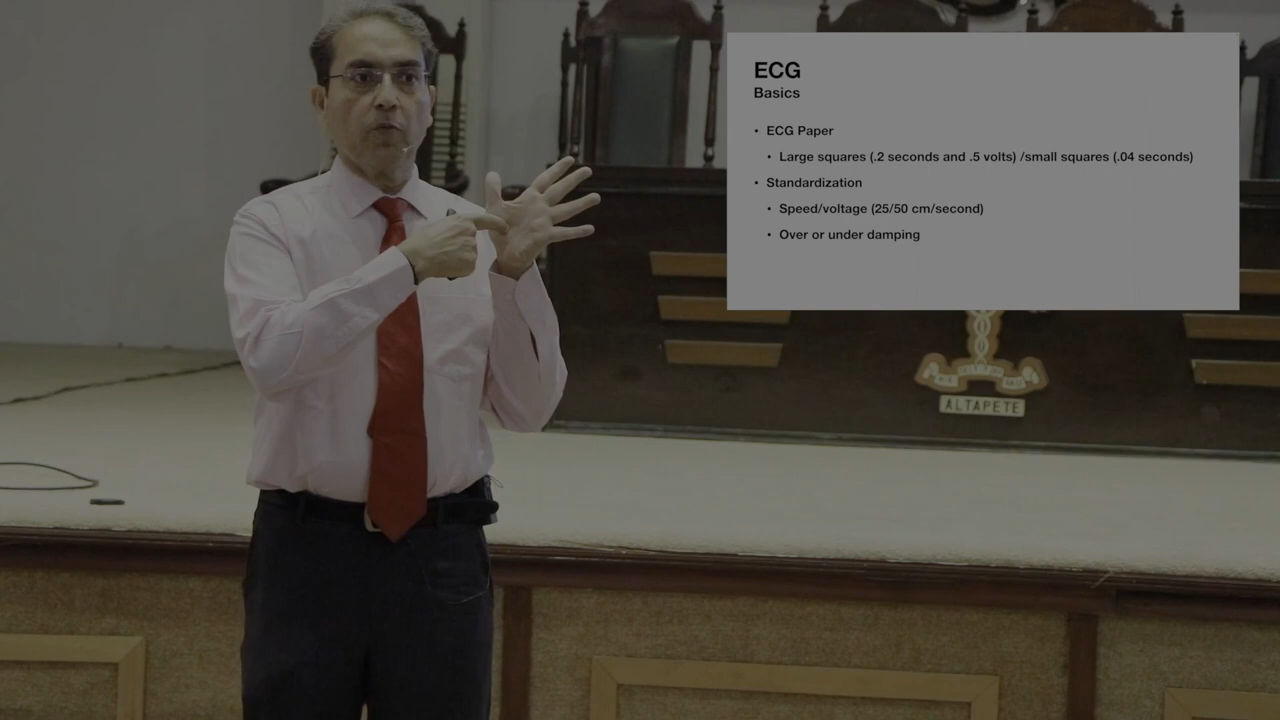 ECG
Basics
• ECG Paper
• Large squares (.2 seconds and .5 volts) /small squares (.04 seconds)
• Standardization
• Speed/voltage (25/50 cm/second)
• Over or under damping
ALTAPETE